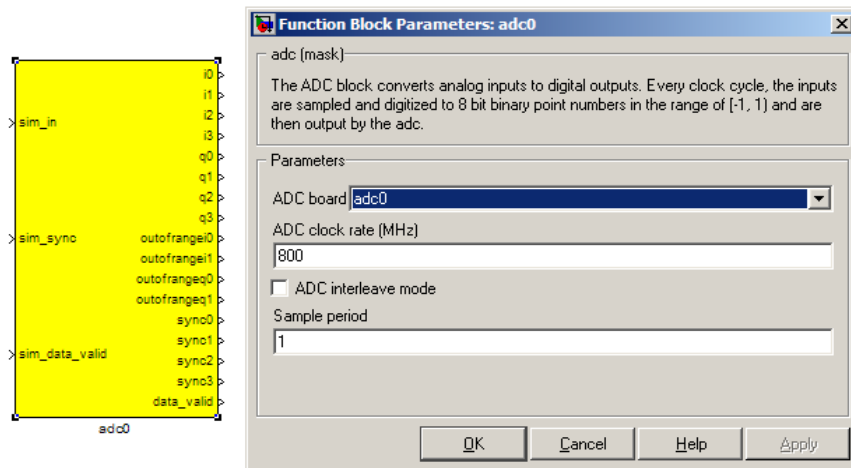 sim_in
sim_sync
sim_data_valid
i0
i1
i2
i3
q0
q1
q2
q3
outofrangei0
outofrangei1
outofrangeq0
outofrangeq1
sync0
sync1
sync2
sync3
data_valid
adc0
Function Block Parameters: adc0
adc (mask)
The ADC block converts analog inputs to digital outputs. Every clock cycle, the inputs
are sampled and digitized to 8 bit binary point numbers in the range of [-1, 1) and are
then output by the adc.
Parameters
ADC board adc0
ADC clock rate (MHz)
800
ADC interleave mode
Sample period
1
OK Cancel Help Apply